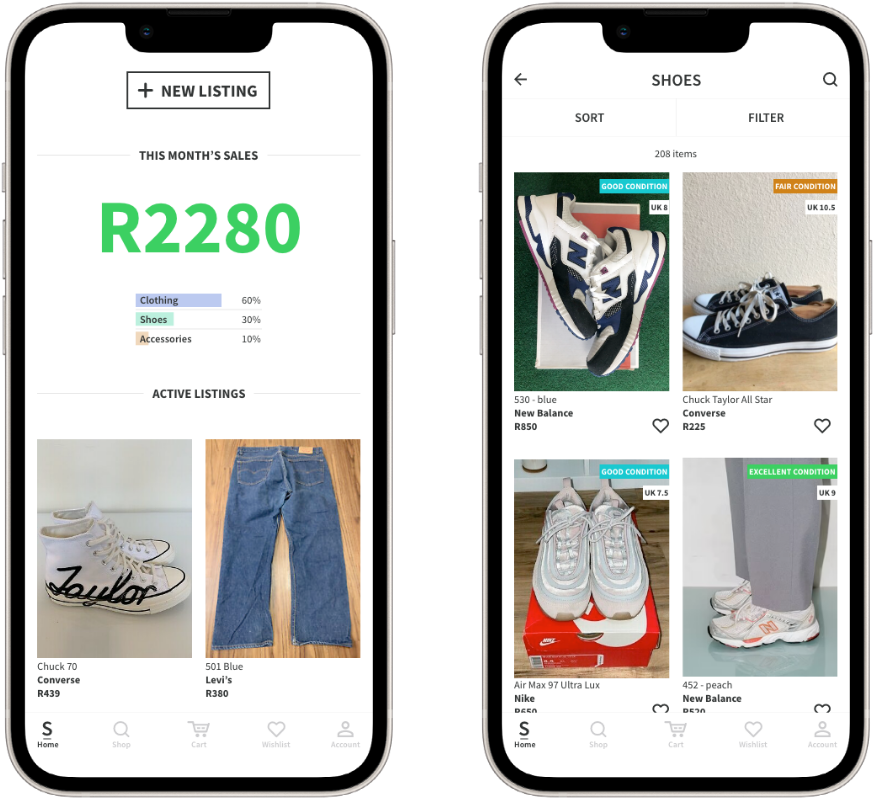 + NEW LISTING
THIS MONTH'S SALES
R2280
Clothing 60%
Shoes 30%
Accessories 10%
ACTIVE LISTINGS
Taylor
Chuck 70
Converse
R439
501 Blue
Levi's
R380
S
Home
Shop
Cart
Wishlist
Account
SHOES
SORT
FILTER
208 items
GOOD CONDITION
UK 8
N
N
530 - blue
New Balance
R850
FAIR CONDITION
UK 10.5
Chuck Taylor All Star
Converse
R225
GOOD CONDITION
UK 7.5
NIKE
Air Max 97 Ultra Lux
Nike
R650
EXCELLENT CONDITION
UK 9
N
452 - peach
New Balance
R520
S
Home
Shop
Cart
Wishlist
Account